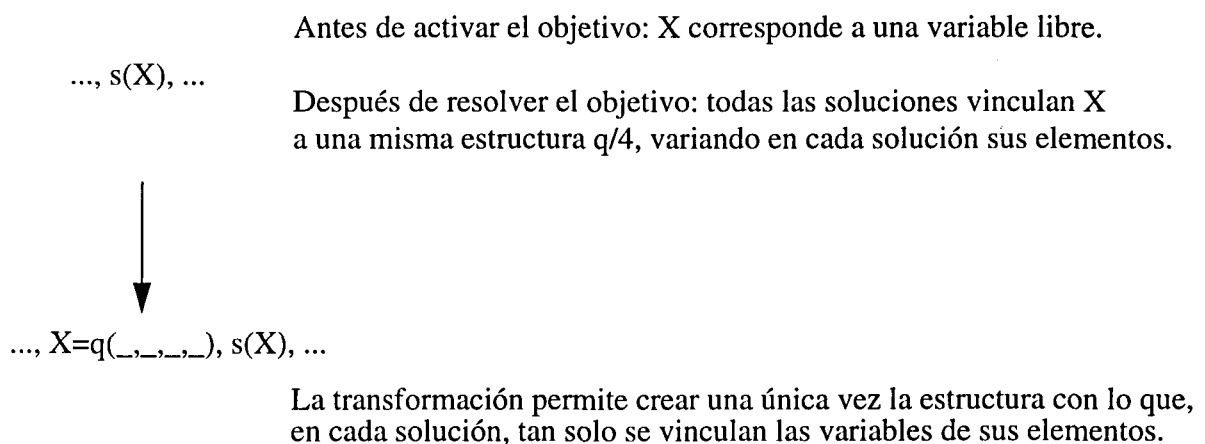 Antes de activar el objetivo: X corresponde a una variable libre.
..., s(X), ...
Después de resolver el objetivo: todas las soluciones vinculan X
a una misma estructura q/4, variando en cada solución sus elementos.
..., X=q(_,_,_,_), s(X), ...
La transformación permite crear una única vez la estructura con lo que,
en cada solución, tan solo se vinculan las variables de sus elementos.